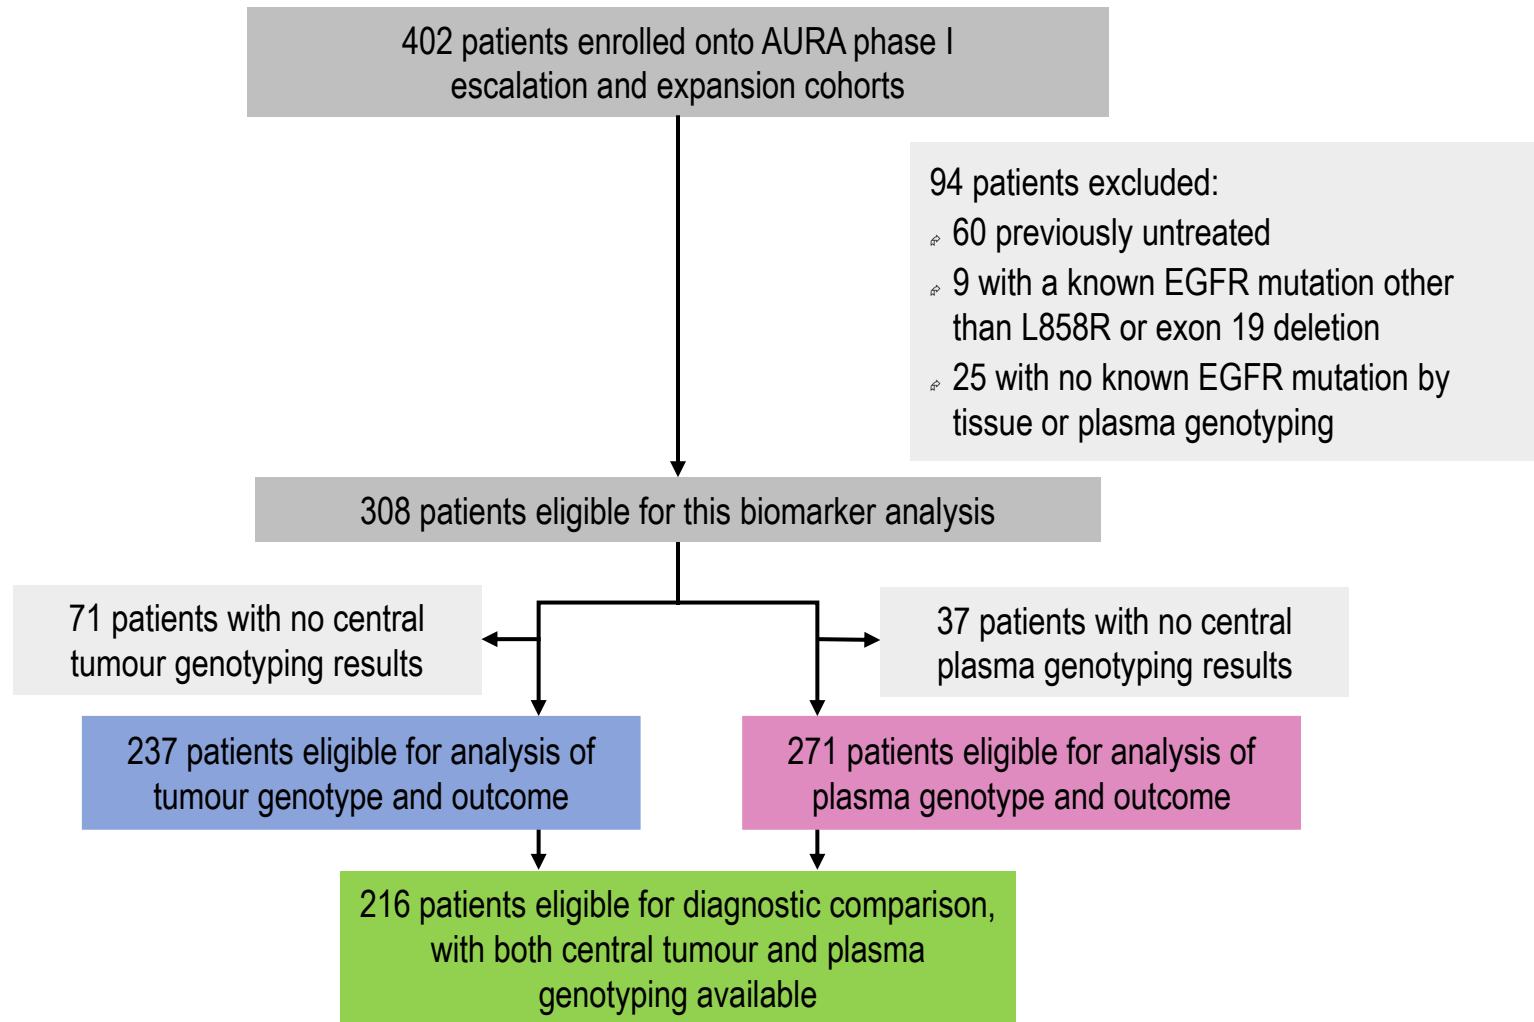 402 patients enrolled onto AURA phase I
escalation and expansion cohorts
94 patients excluded:
60 previously untreated
9 with a known EGFR mutation other
than L858R or exon 19 deletion
25 with no known EGFR mutation by
tissue or plasma genotyping
308 patients eligible for this biomarker analysis
71 patients with no central
tumour genotyping results
37 patients with no central
plasma genotyping results
237 patients eligible for analysis of
tumour genotype and outcome
271 patients eligible for analysis of
plasma genotype and outcome
216 patients eligible for diagnostic comparison,
with both central tumour and plasma
genotyping available